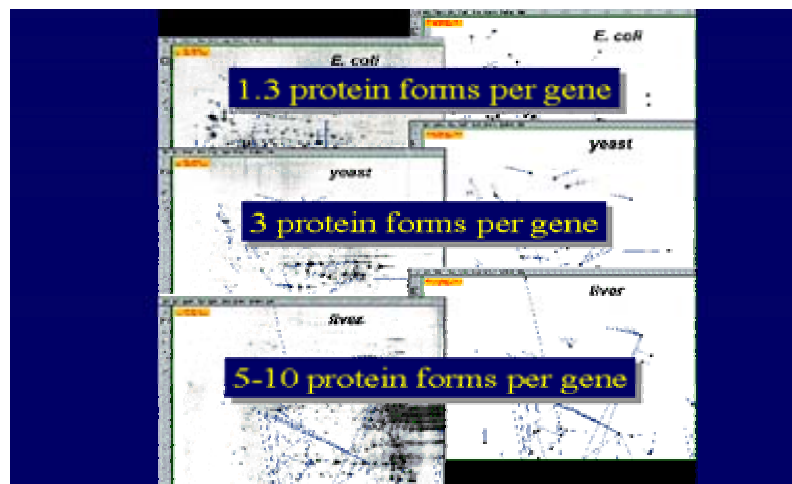 E. coli
E. coli
1.3 protein forms per gene
yeast
yeast
3 protein forms per gene
liver
liver
5-10 protein forms per gene